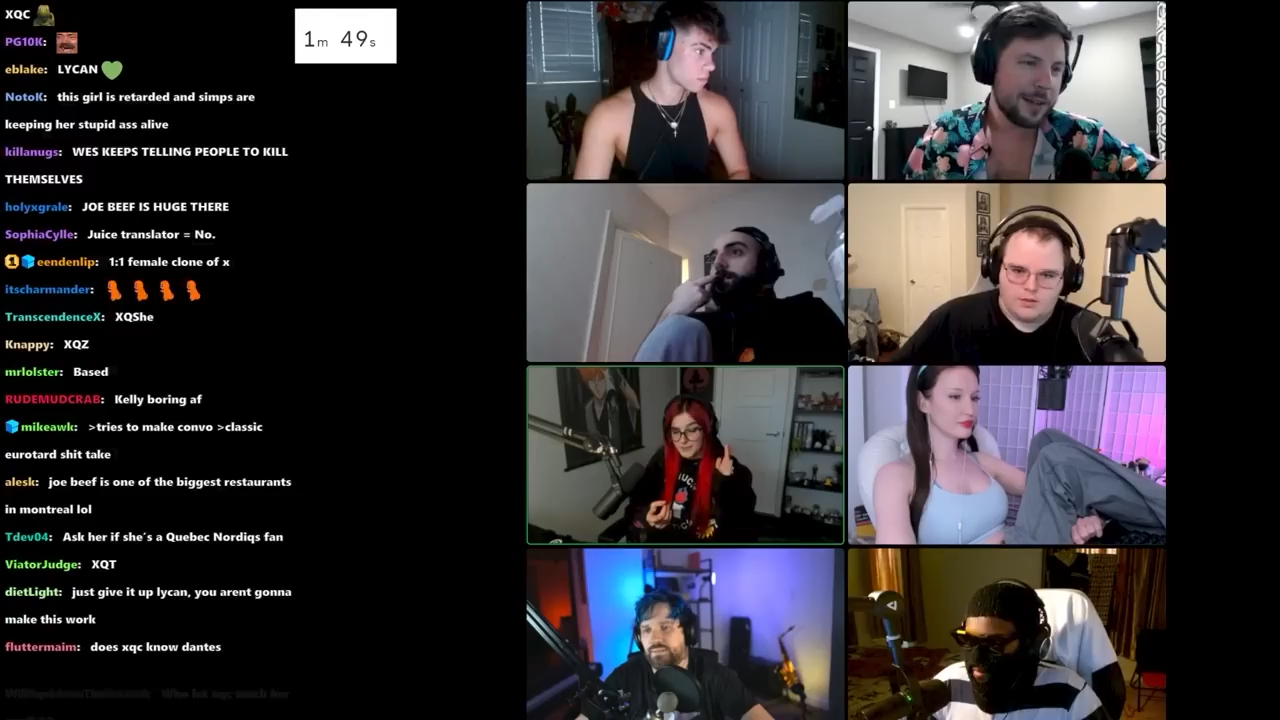 XQC
1m 49s
PG10K:
eblake: LYCAN
NotoK: this girl is retarded and simps are
keeping her stupid ass alive
killanugs: WES KEEPS TELLING PEOPLE TO KILL
THEMSELVES
holyxgrale: JOE BEEF IS HUGE THERE
SophiaCylle: Juice translator = No.
eendenlip: 1:1 female clone of x
itscharmander:
TranscendenceX: XQShe
Knappy: XQZ
mrlolster: Based
RUDEMUDCRAB: Kelly boring af
mikeawk: >tries to make convo >classic
eurotard shit take
alesk: joe beef is one of the biggest restaurants
in montreal lol
Tdev04: Ask her if she's a Quebec Nordiqs fan
ViatorJudge: XQT
dietLight: just give it up lycan, you arent gonna
make this work
fluttermaim: does xqc know dantes